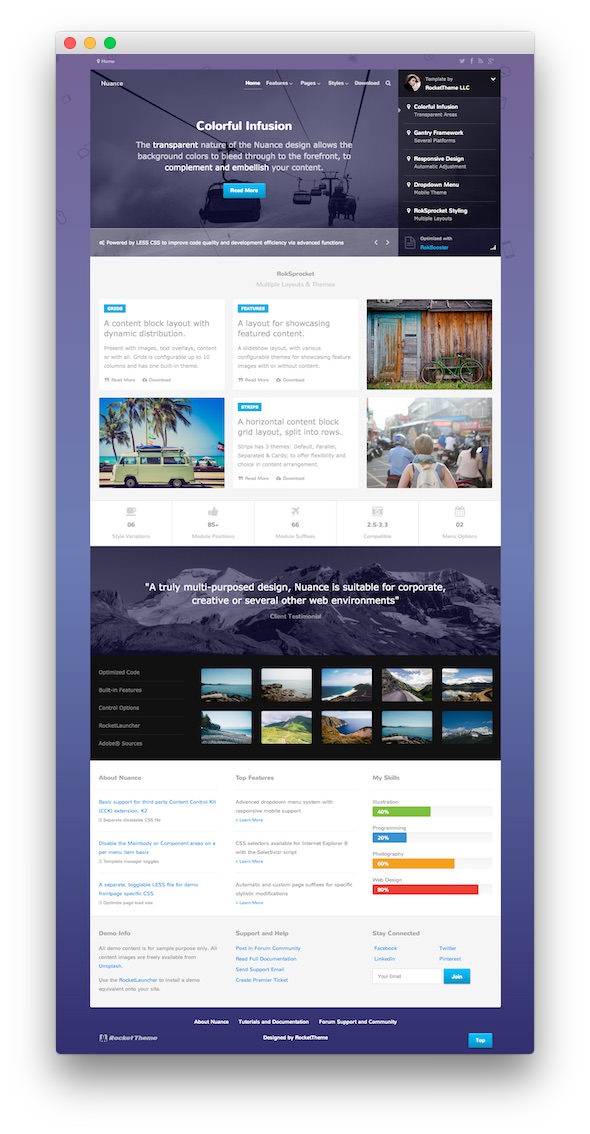 Home
Nuance
Home Features Pages Styles Download
Template by
RocketTheme LLC
Colorful Infusion
The transparent nature of the Nuance design allows the
background colors to bleed through to the forefront, to
complement and embellish your content.
Read More
Colorful Infusion
Transparent Areas
Gantry Framework
Several Platforms
Responsive Design
Automatic Adjustment
Dropdown Menu
Mobile Theme
RokSprocket Styling
Multiple Layouts
Powered by LESS CSS to improve code quality and development efficiency via advanced functions
Optimized with
RokBooster
RokSprocket
Multiple Layouts & Themes
GRIDS
A content block layout with
dynamic distribution.
Present with images, text overlays, content
or with all. Grids is configurable up to 10
columns and has one built-in theme.
Read More Download
FEATURES
A layout for showcasing
featured content.
A slideshow layout, with various
configurable themes for showcasing feature
images with or without content.
Read More Download
STRIPS
A horizontal content block
grid layout, split into rows.
Strips has 3 themes: Default, Parallel,
Separated & Cards; to offer flexibility and
choice in content arrangement.
Read More Download
06
Style Variations
85+
Module Positions
66
Module Suffixes
2.5-3.3
Compatible
02
Menu Options
"A truly multi-purposed design, Nuance is suitable for corporate,
creative or several other web environments"
Client Testimonial
Optimized Code
Built-in Features
Control Options
RocketLauncher
Adobe® Sources
About Nuance
Basic support for third party Content Control Kit
(CCK) extension, K2
Separate disableable CSS file
Disable the Mainbody or Component areas on a
per menu item basis
Template manager toggles
A separate, toggable LESS file for demo
frontpage specific CSS
Optimise page load size
Top Features
Advanced dropdown menu system with
responsive mobile support
+ Learn More
CSS selectors available for Internet Explorer 8
with the Selectivizr script
+ Learn More
Automatic and custom page suffixes for specific
stylistic modifications
+ Learn More
My Skills
Illustration
40%
Programming
20%
Photography
60%
Web Design
80%
Demo Info
All demo content is for sample purpose only. All
content images are freely available from
Unsplash.
Use the RocketLauncher to install a demo
equivalent onto your site.
Support and Help
Post in Forum Community
Read Full Documentation
Send Support Email
Create Premier Ticket
Stay Connected
Facebook Twitter
LinkedIn Pinterest
Your Email Join
About Nuance Tutorials and Documentation Forum Support and Community
RocketTheme
Designed by RocketTheme
Top